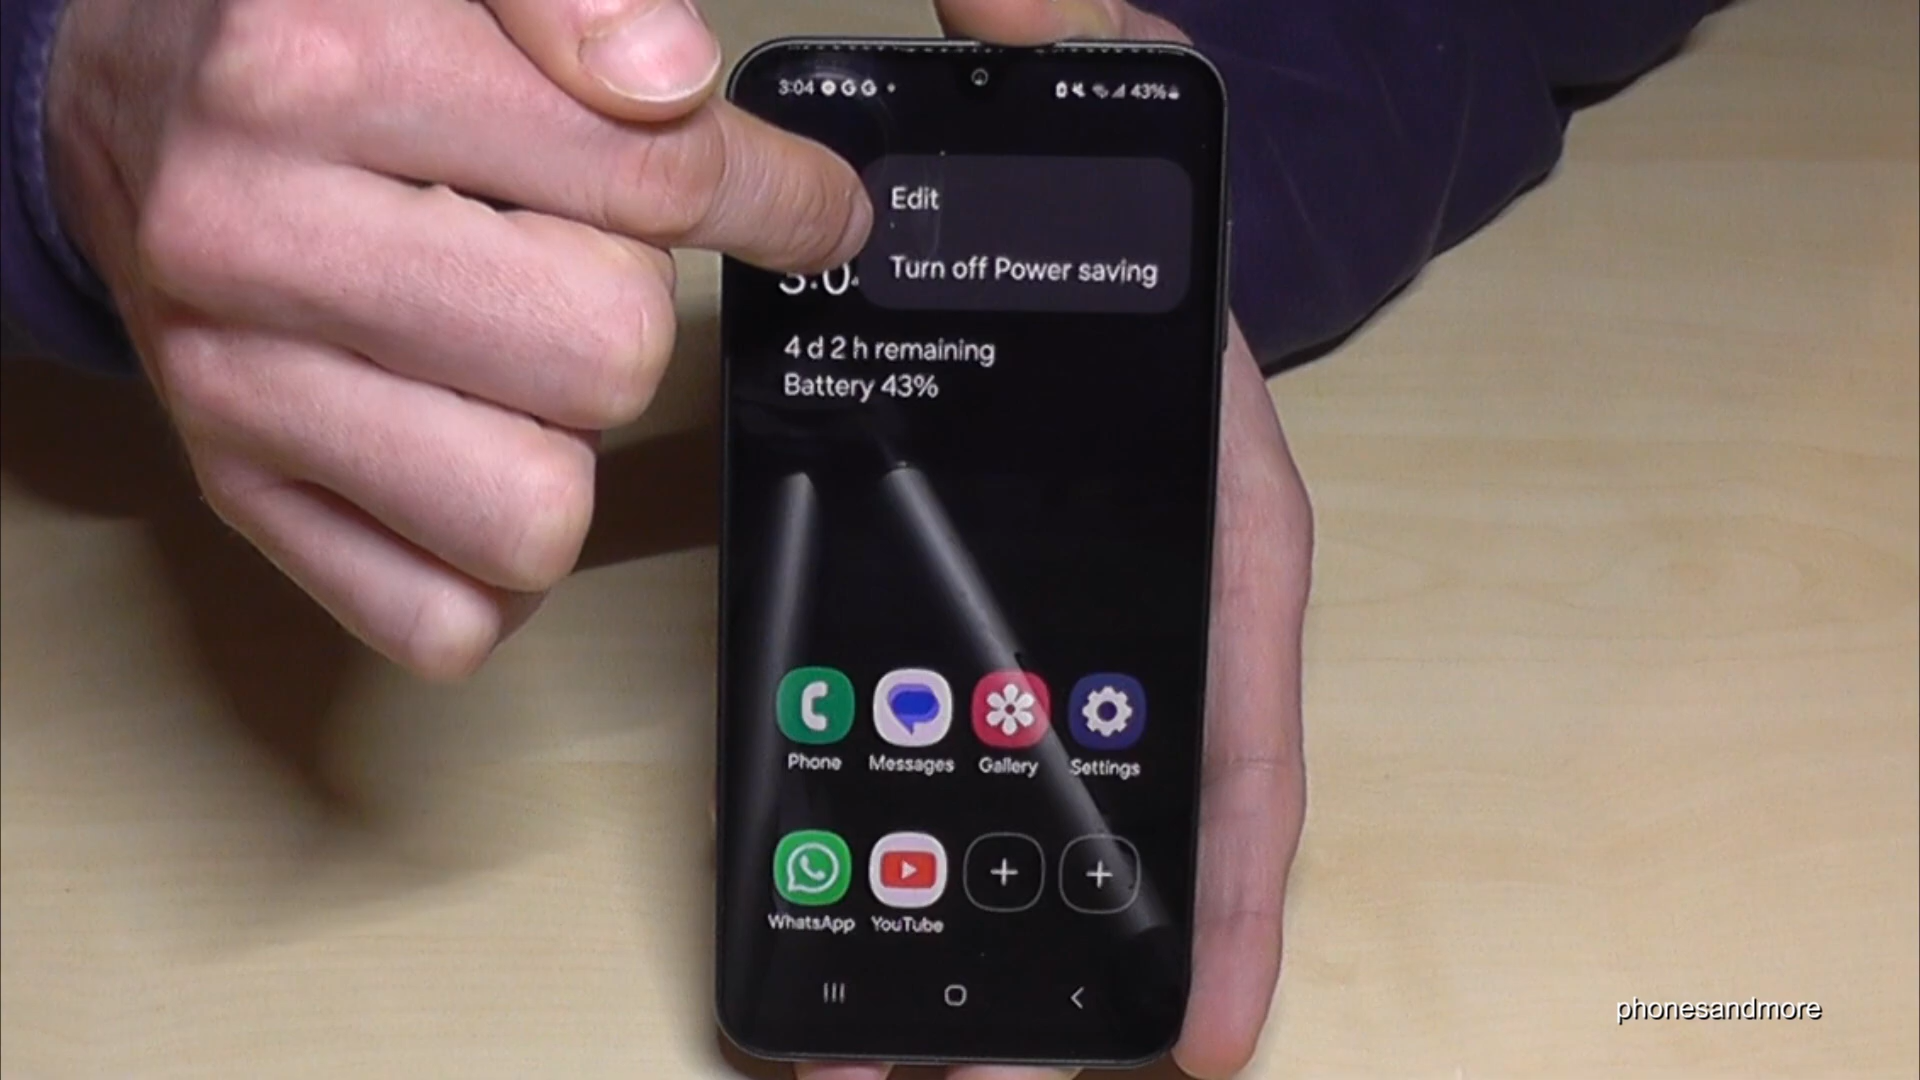 3:04
43%
Edit
Turn off Power saving
4 d 2 h remaining
Battery 43%
Phone
Messages
Gallery
Settings
WhatsApp
YouTube
phonesandmore